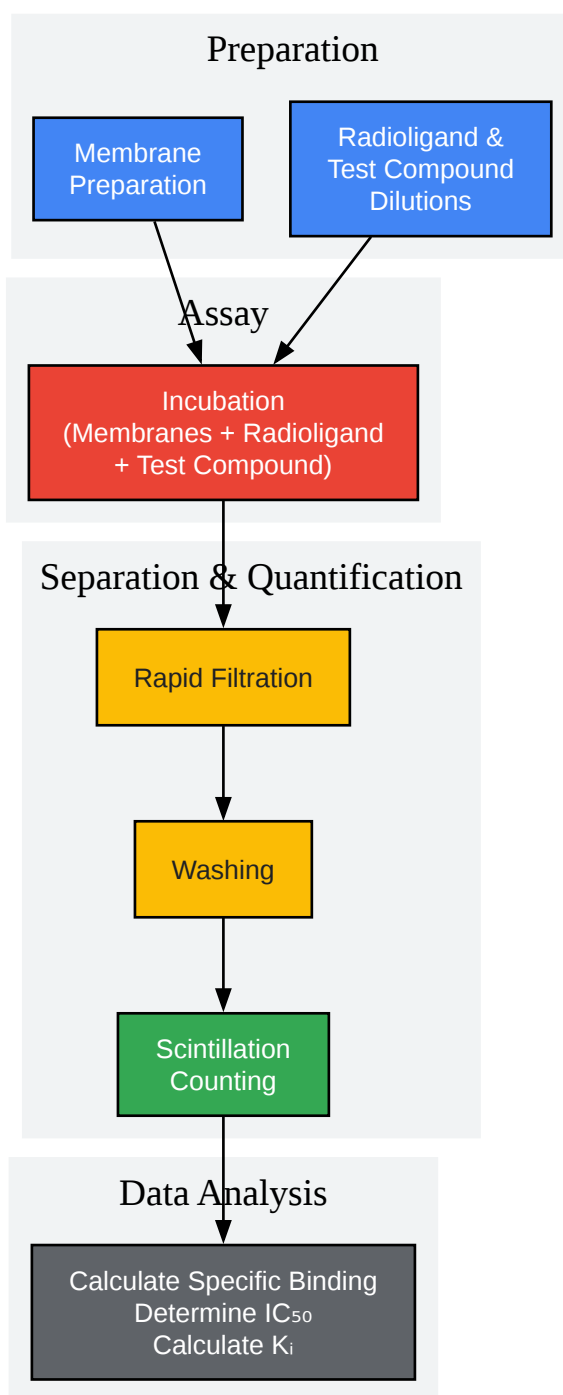 Preparation
Membrane
Preparation
Radioligand &
Test Compound
Dilutions
Assay
Incubation
(Membranes + Radioligand
+ Test Compound)
Separation & Quantification
Rapid Filtration
Washing
Scintillation
Counting
Data Analysis
Calculate Specific Binding
Determine IC₅₀
Calculate Kᵢ